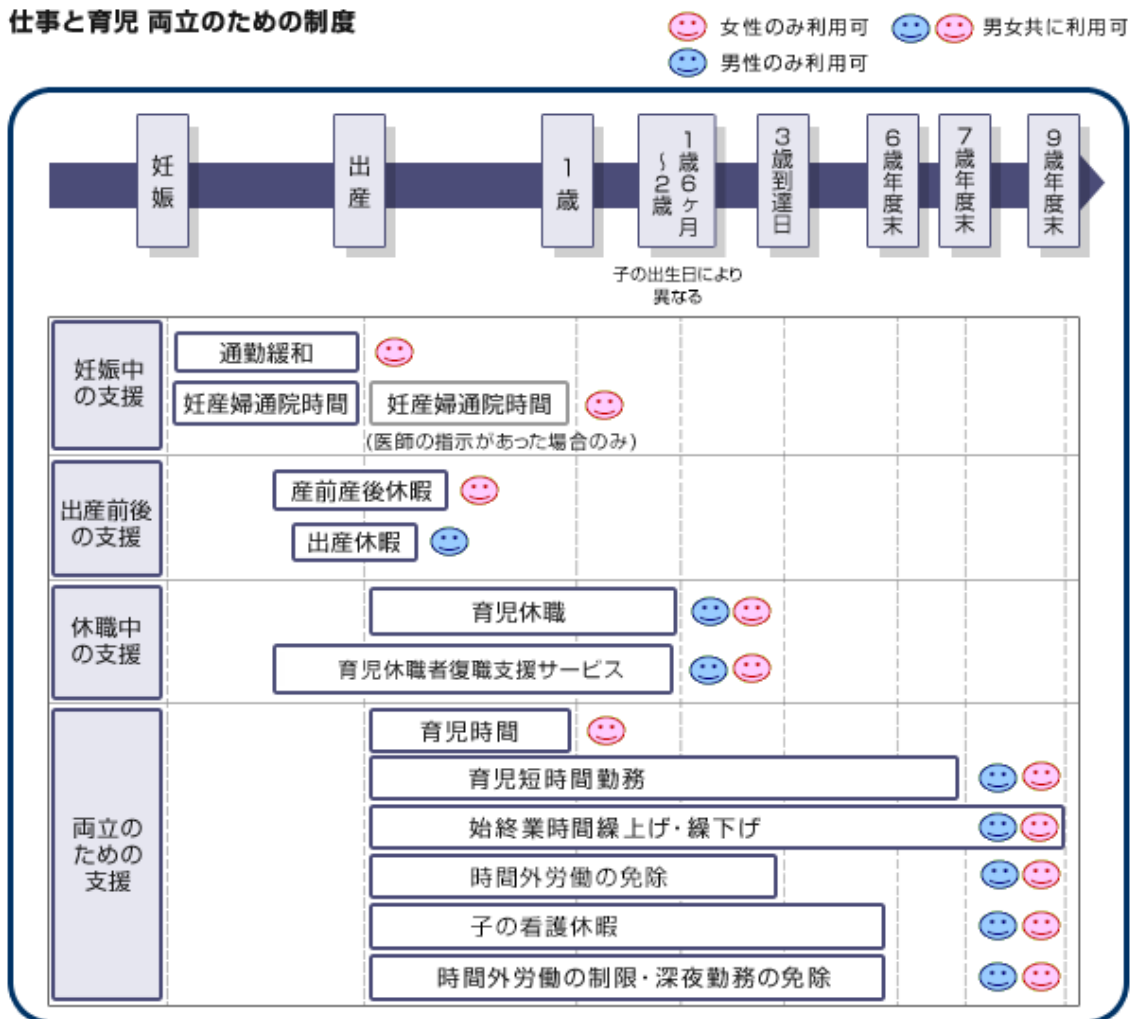 仕事と育児 両立のための制度
女性のみ利用可
男女共に利用可
男性のみ利用可
妊娠
出産
1歳
1歳6ヶ月
～2歳
3歳到達日
6歳年度末
7歳年度末
9歳年度末
子の出生日により
異なる
妊娠中
の支援
通勤緩和
妊産婦通院時間
妊産婦通院時間
(医師の指示があった場合のみ)
出産前後
の支援
産前産後休暇
出産休暇
休職中
の支援
育児休職
育児休職者復職支援サービス
両立の
ための
支援
育児時間
育児短時間勤務
始終業時間繰上げ・繰下げ
時間外労働の免除
子の看護休暇
時間外労働の制限・深夜勤務の免除